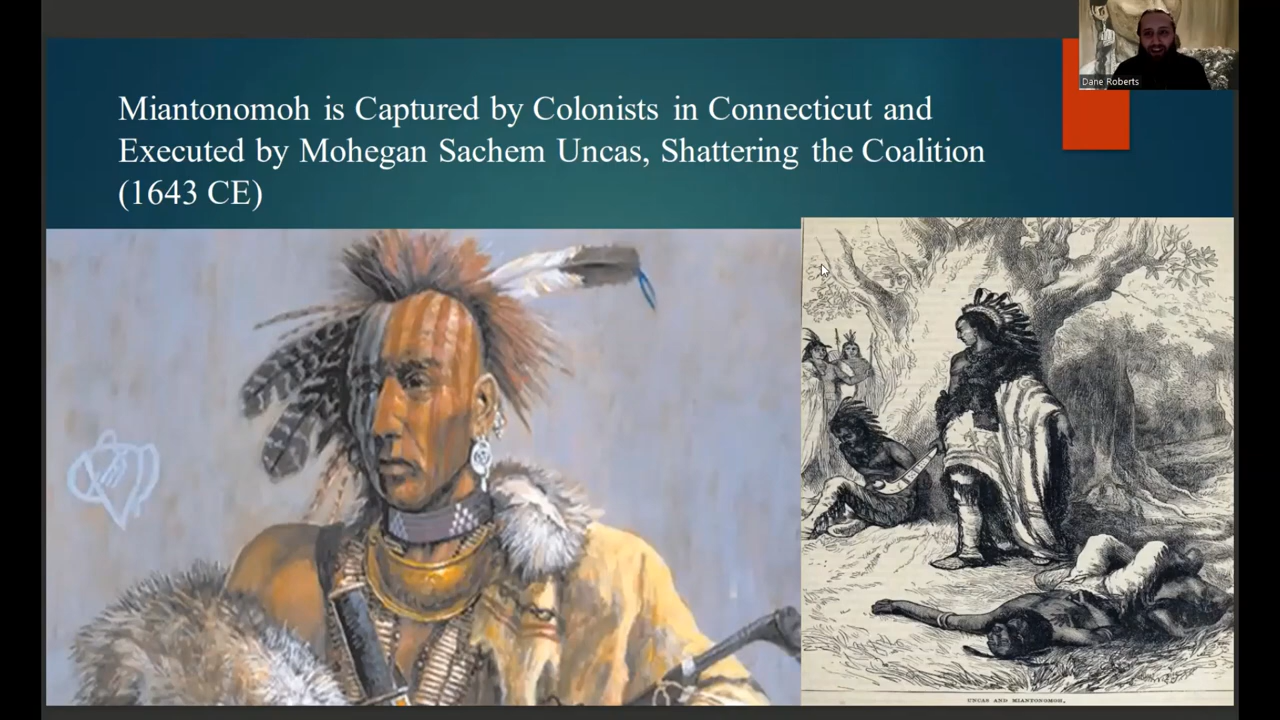 Dane Roberts
Miantonomoh is Captured by Colonists in Connecticut and
Executed by Mohegan Sachem Uncas, Shattering the Coalition
(1643 CE)
UNCAS AND MIANTONOMOH.